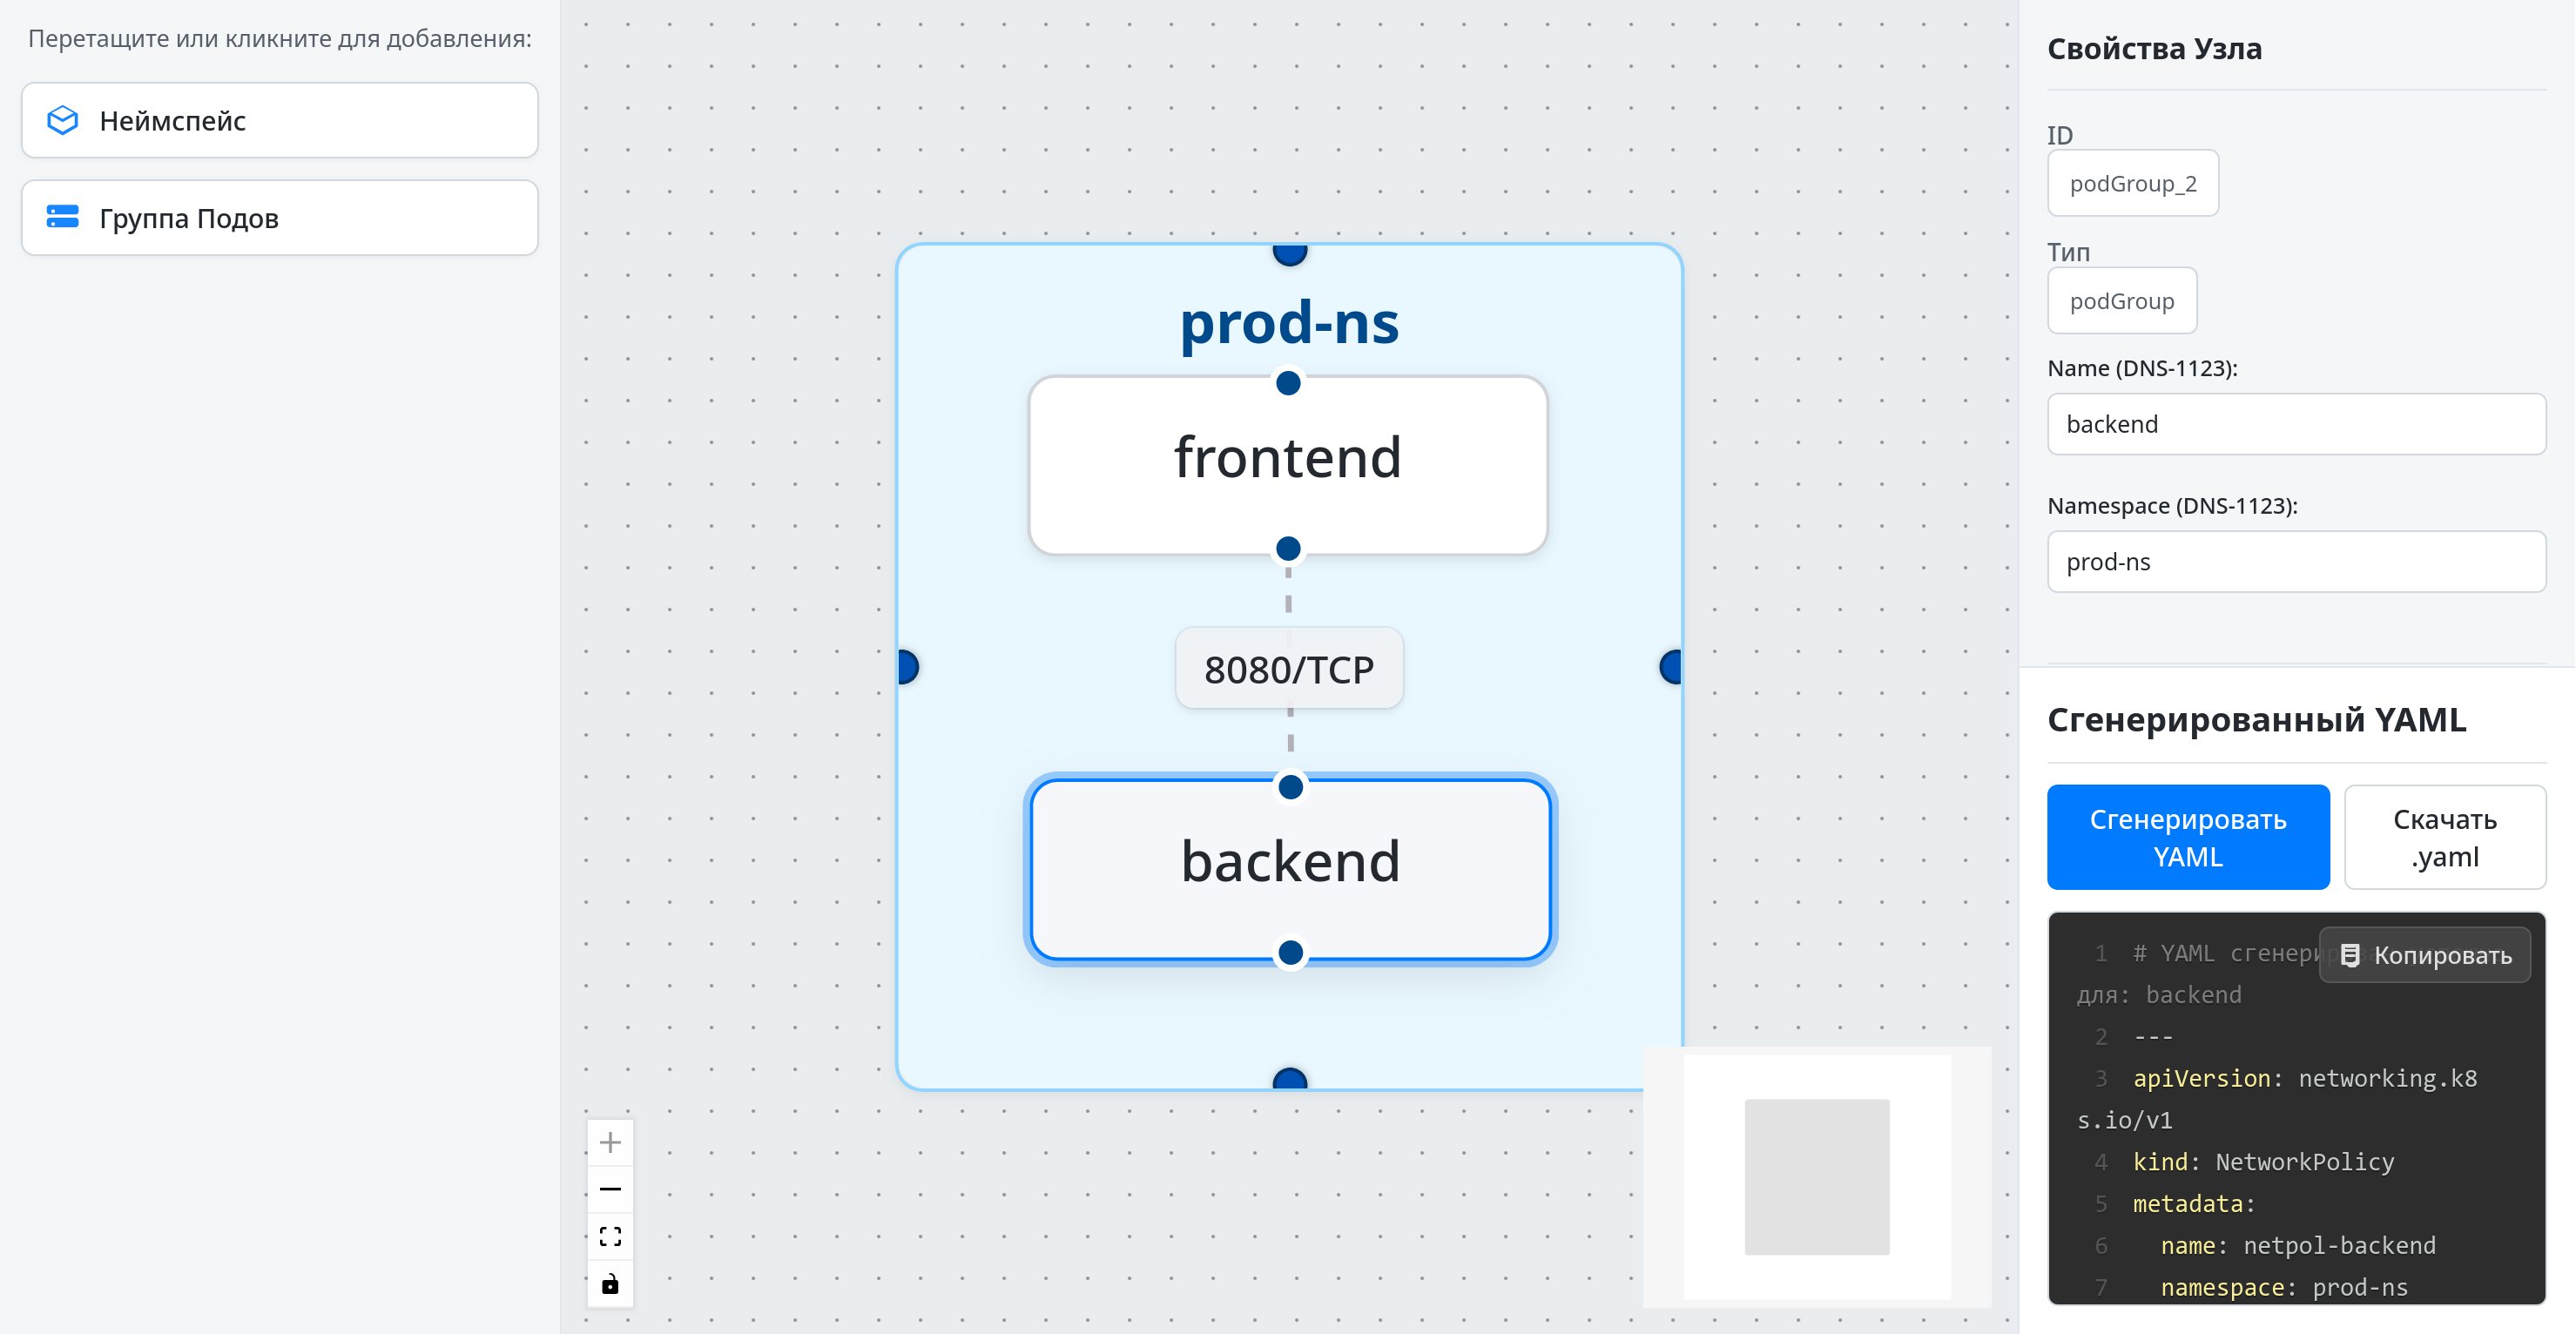 Перетащите или кликните для добавления:
Неймспейс
Группа Подов
prod-ns
frontend
8080/TCP
backend
Свойства Узла
ID
podGroup_2
Тип
podGroup
Name (DNS-1123):
backend
Namespace (DNS-1123):
prod-ns
Сгенерированный YAML
Сгенерировать
YAML
Скачать
.yaml
Копировать
1 # YAML сгенери
для: backend
2 ---
3 apiVersion: networking.k8
s.io/v1
4 kind: NetworkPolicy
5 metadata:
6 name: netpol-backend
7 namespace: prod-ns